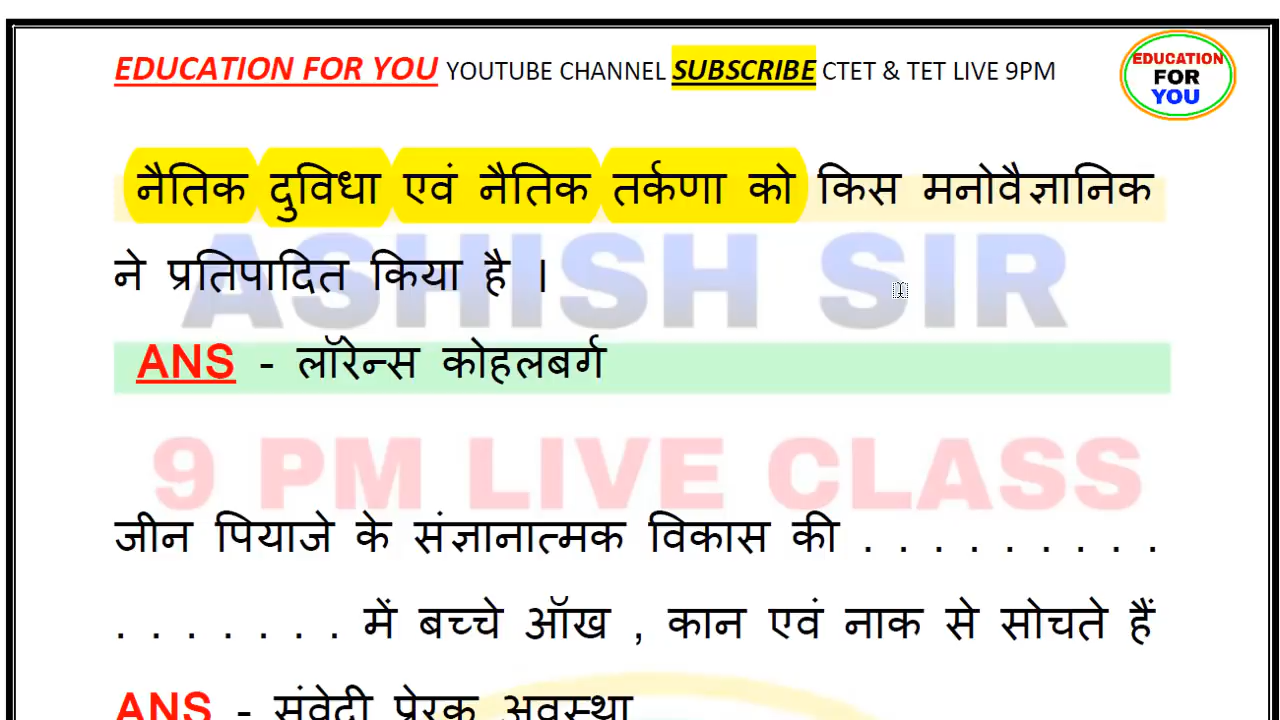 EDUCATION FOR YOU YOUTUBE CHANNEL SUBSCRIBE CTET & TET LIVE 9PM
EDUCATION
FOR
YOU
नैतिक दुविधा एवं नैतिक तर्कणा को किस मनोवैज्ञानिक
ने प्रतिपादित किया है ।
ASHISH SIR
ANS - लॉरेन्स कोहलबर्ग
9 PM LIVE CLASS
जीन पियाजे के संज्ञानात्मक विकास की . . . . . . . . .
. . . . . . . में बच्चे ऑख , कान एवं नाक से सोचते हैं
ANS - संवेदी प्रेरक अवस्था